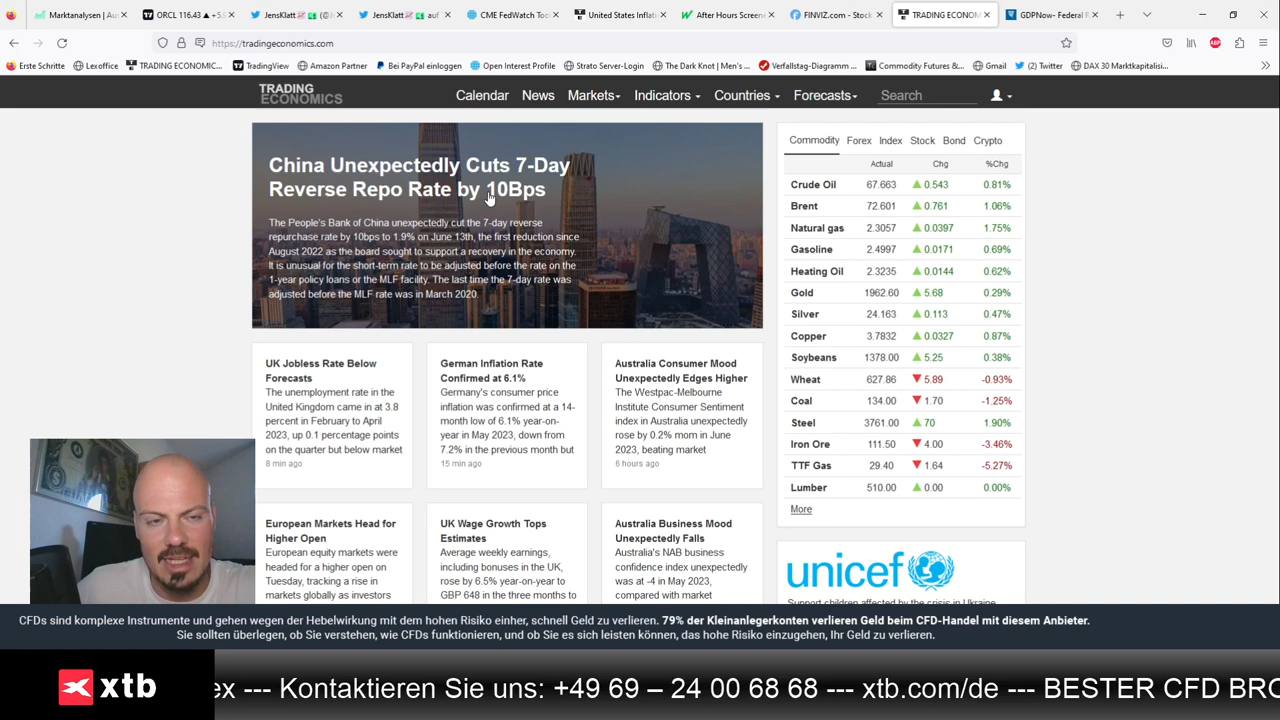 Marktanalysen | Au
ORCL 116.43 ▲ +5.
JensKlatt
JensKlatt
auf
CME FedWatch Too
United States Inflati
After Hours Screene
FINVIZ.com - Stock
TRADING ECONOM
GDPNow- Federal R
https://tradingeconomics.com
Erste Schritte
Lexoffice
TRADING ECONOMIC...
TradingView
Amazon Partner
Bei PayPal einloggen
Open Interest Profile
Strato Server-Login
The Dark Knot | Men's ...
Verfallstag-Diagramm ...
Commodity Futures &...
Gmail
(2) Twitter
DAX 30 Marktkapitalisi...
TRADING
ECONOMICS
Calendar News Markets Indicators Countries Forecasts Search
China Unexpectedly Cuts 7-Day
Reverse Repo Rate by 10Bps
The People's Bank of China unexpectedly cut the 7-day reverse
repurchase rate by 10bps to 1.9% on June 13th, the first reduction since
August 2022 as the board sought to support a recovery in the economy.
It is unusual for the short-term rate to be adjusted before the rate on the
1-year policy loans or the MLF facility. The last time the 7-day rate was
adjusted before the MLF rate was in March 2020.
UK Jobless Rate Below
Forecasts
The unemployment rate in the
United Kingdom came in at 3.8
percent in February to April
2023, up 0.1 percentage points
on the quarter but below market
8 min ago
German Inflation Rate
Confirmed at 6.1%
Germany's consumer price
inflation was confirmed at a 14-
month low of 6.1% year-on-
year in May 2023, down from
7.2% in the previous month but
15 min ago
Australia Consumer Mood
Unexpectedly Edges Higher
The Westpac-Melbourne
Institute Consumer Sentiment
index in Australia unexpectedly
rose by 0.2% mom in June
2023, beating market
6 hours ago
European Markets Head for
Higher Open
European equity markets were
headed for a higher open on
Tuesday, tracking a rise in
markets globally as investors
UK Wage Growth Tops
Estimates
Average weekly earnings,
including bonuses in the UK,
rose by 6.5% year-on-year to
GBP 648 in the three months to
Australia Business Mood
Unexpectedly Falls
Australia's NAB business
confidence index unexpectedly
was at -4 in May 2023,
compared with market
Commodity Forex Index Stock Bond Crypto
Actual Chg %Chg
Crude Oil 67.663 ▲ 0.543 0.81%
Brent 72.601 ▲ 0.761 1.06%
Natural gas 2.3057 ▲ 0.0397 1.75%
Gasoline 2.4997 ▲ 0.0171 0.69%
Heating Oil 2.3235 ▲ 0.0144 0.62%
Gold 1962.60 ▲ 5.68 0.29%
Silver 24.163 ▲ 0.113 0.47%
Copper 3.7832 ▲ 0.0327 0.87%
Soybeans 1378.00 ▲ 5.25 0.38%
Wheat 627.86 ▼ 5.89 -0.93%
Coal 134.00 ▼ 1.70 -1.25%
Steel 3761.00 ▲ 70 1.90%
Iron Ore 111.50 ▼ 4.00 -3.46%
TTF Gas 29.40 ▼ 1.64 -5.27%
Lumber 510.00 ▲ 0.00 0.00%
More
unicef
Support children affected by the crisis in Ukraine
CFDs sind komplexe Instrumente und gehen wegen der Hebelwirkung mit dem hohen Risiko einher, schnell Geld zu verlieren. 79% der Kleinanlegerkonten verlieren Geld beim CFD-Handel mit diesem Anbieter.
Sie sollten überlegen, ob Sie verstehen, wie CFDs funktionieren, und ob Sie es sich leisten können, das hohe Risiko einzugehen, Ihr Geld zu verlieren.
xtb
ex --- Kontaktieren Sie uns: +49 69 – 24 00 68 68 --- xtb.com/de --- BESTER CFD BRO